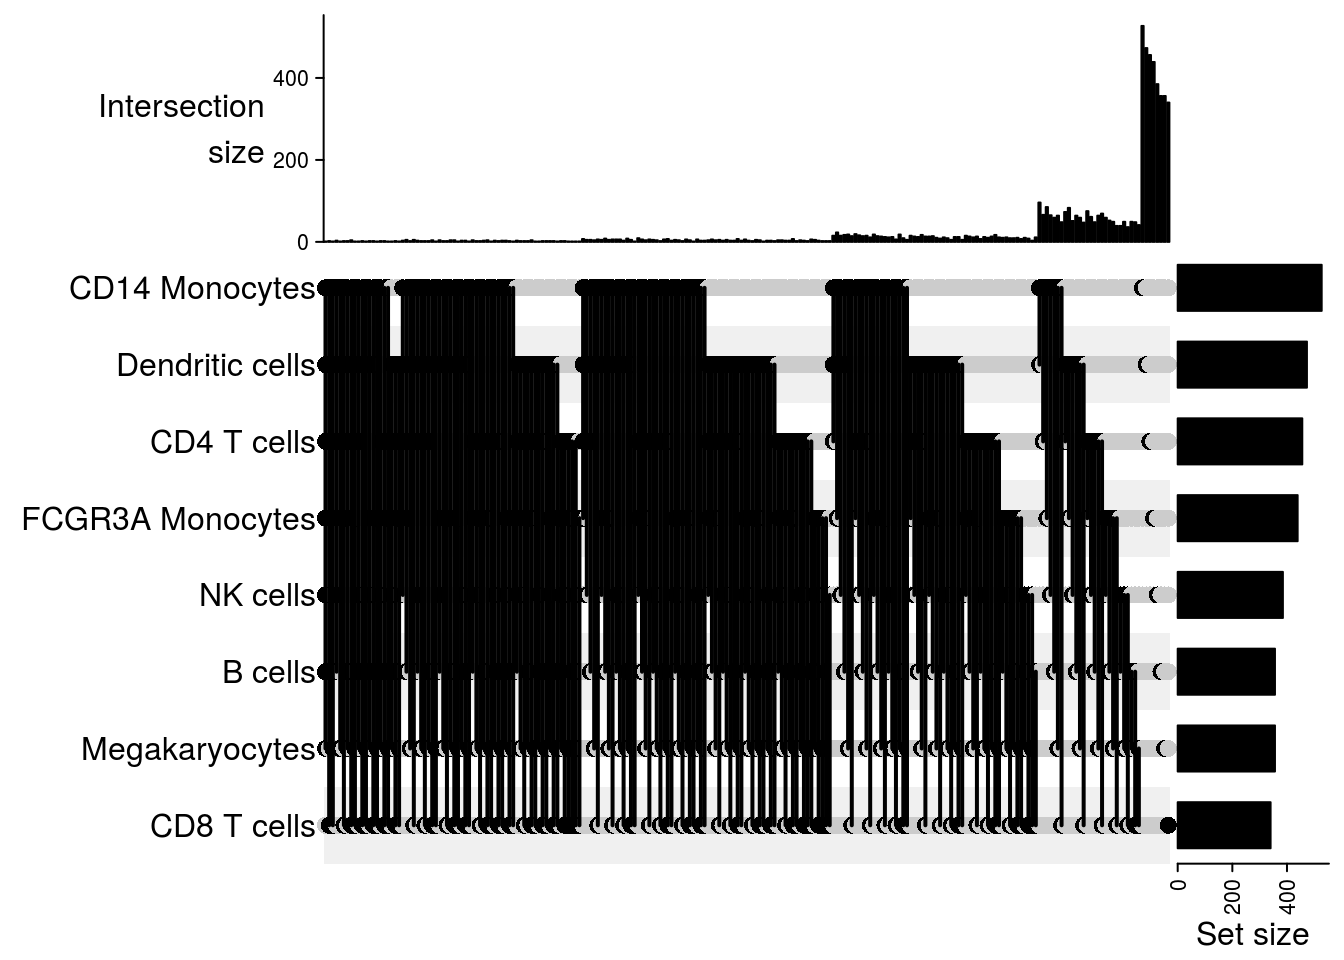 Intersection
size
400
200
0
CD14 Monocytes
Dendritic cells
CD4 T cells
FCGR3A Monocytes
NK cells
B cells
Megakaryocytes
CD8 T cells
0
200
400
Set size